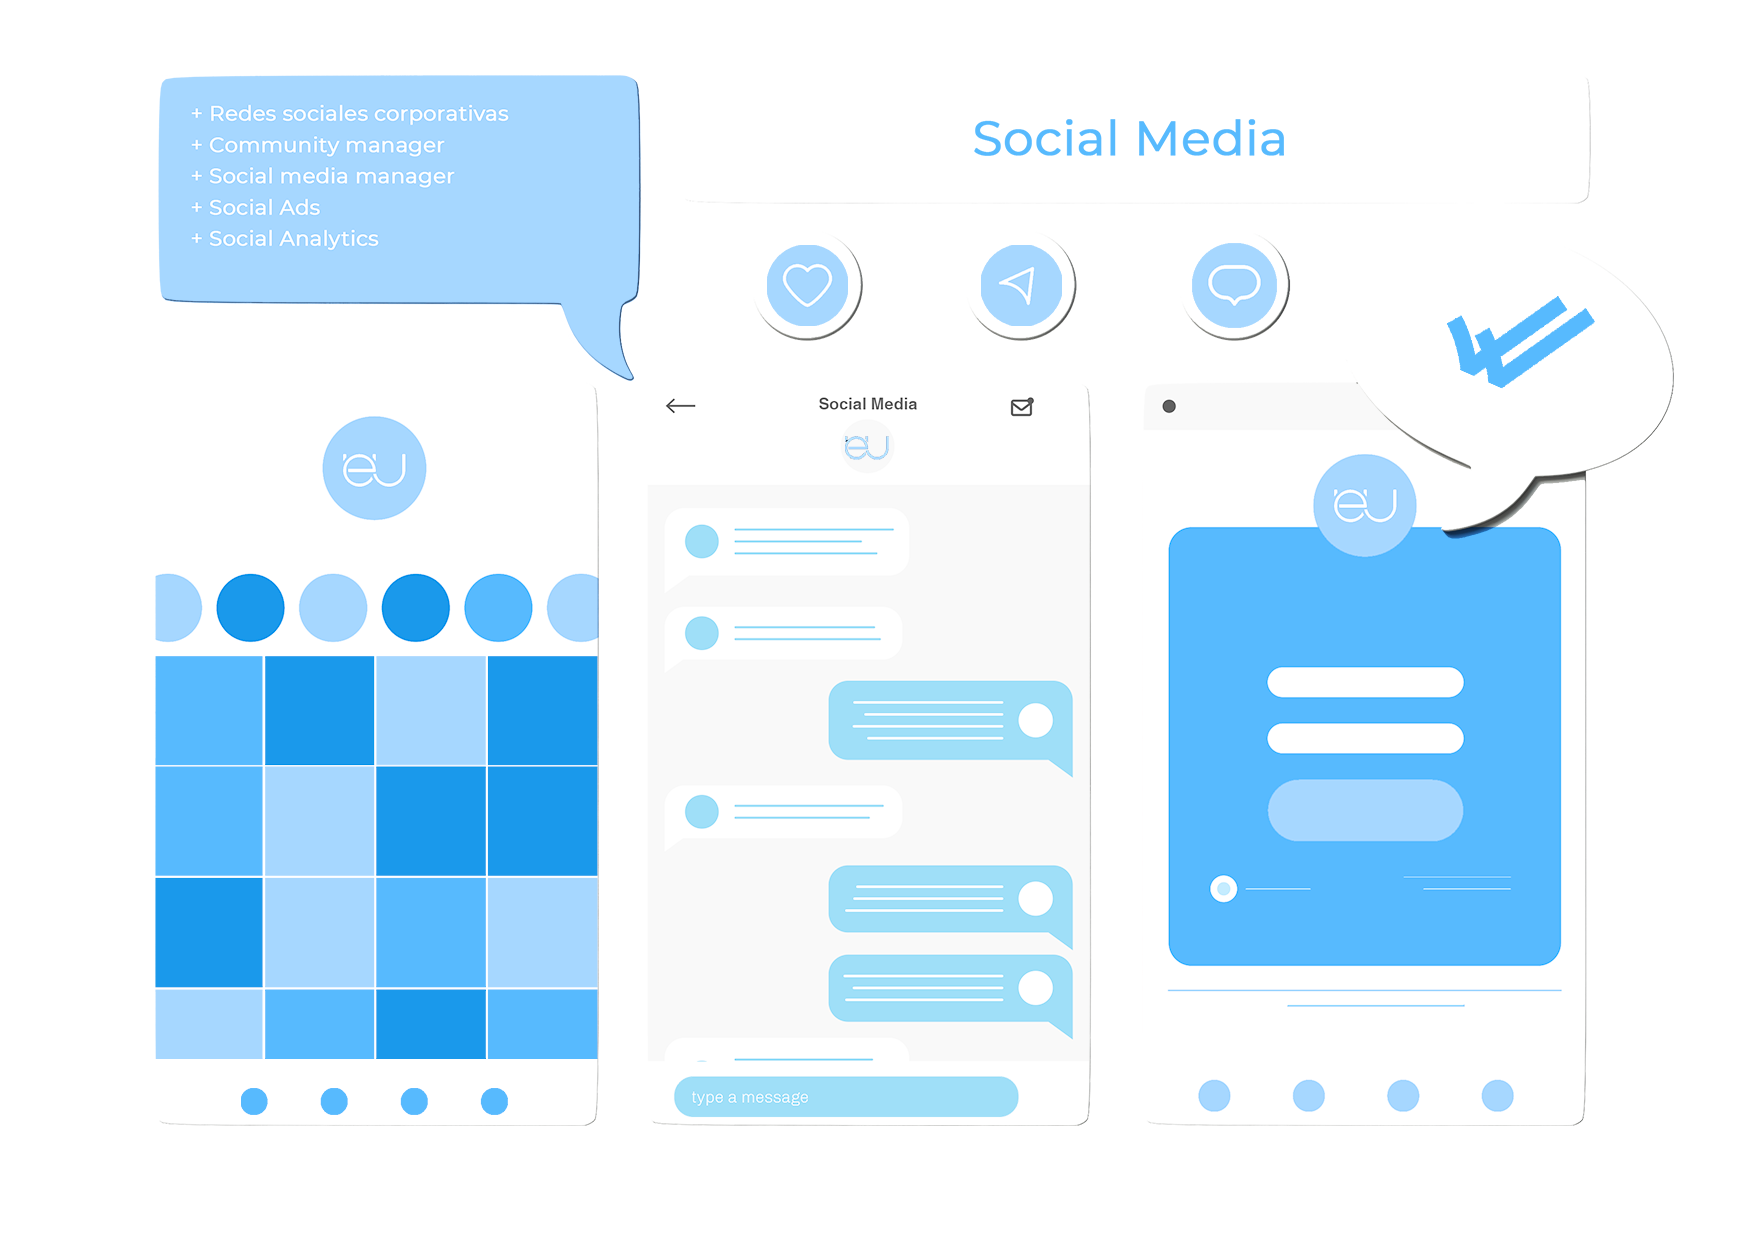 + Redes sociales corporativas
+ Community manager
+ Social media manager
+ Social Ads
+ Social Analytics
Social Media
Social Media
eu
eu
eu
type a message